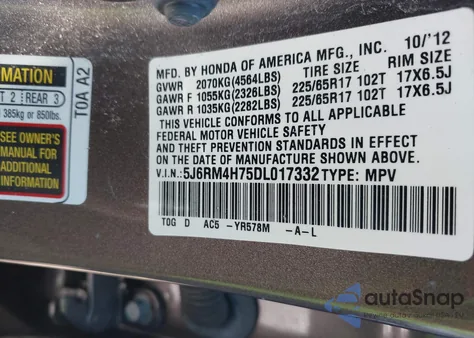 MFD. BY HONDA OF AMERICA MFG., INC. 10/'12
GVWR 2070KG(4564LBS) TIRE SIZE RIM SIZE
GAWR F 1055KG(2326LBS) 225/65R17 102T 17X6.5J
GAWR R 1035KG(2282LBS) 225/65R17 102T 17X6.5J
THIS VEHICLE CONFORMS TO ALL APPLICABLE
FEDERAL MOTOR VEHICLE SAFETY
AND THEFT PREVENTION STANDARDS IN EFFECT
ON THE DATE OF MANUFACTURE SHOWN ABOVE.
V.I.N.: 5J6RM4H75DL017332 TYPE: MPV
TOG D AC5 -YR578M -A-L
T0A A2
MATION
T 2 | REAR 3
385kg or 850lbs.
SEE OWNER'S
MANUAL FOR
ADDITIONAL
INFORMATION
autoSnap